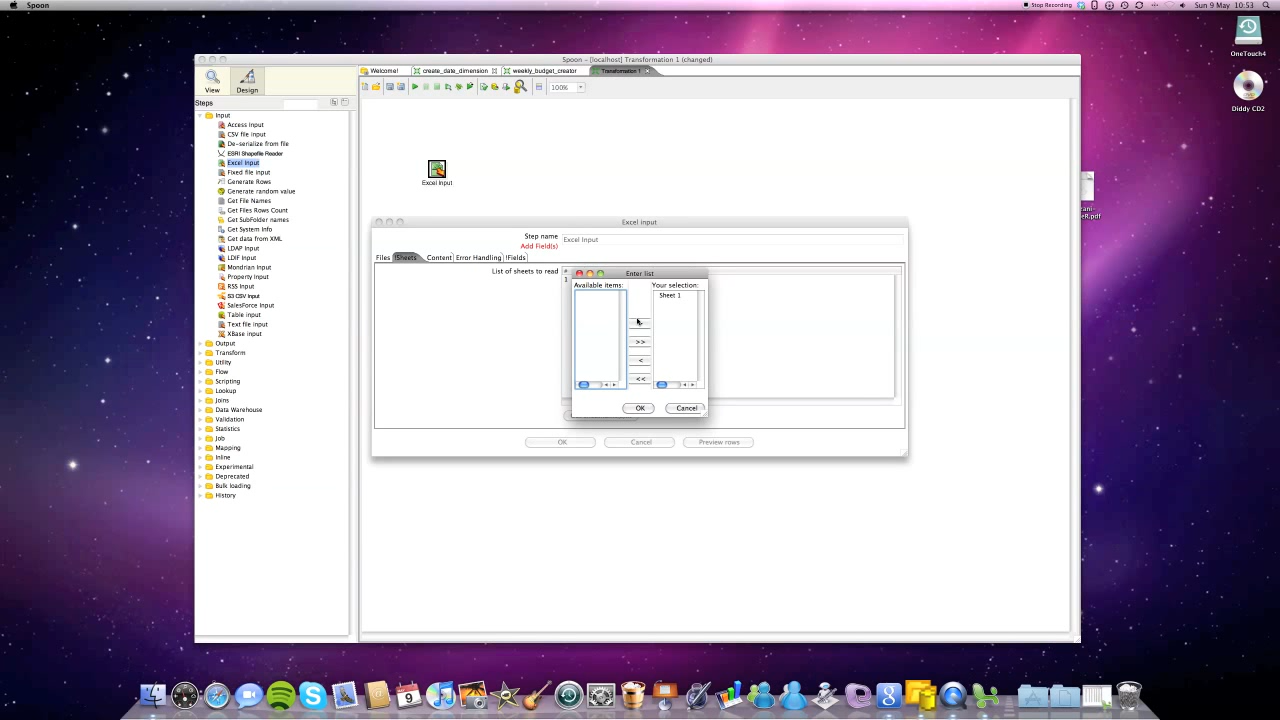 Spoon
Stop Recording
Sun 9 May 10:53
OneTouch4
Diddy CD2
Spoon - [localhost] Transformation 1 (changed)
View
Design
Welcome!
create_date_dimension
weekly_budget_creator
Transformation 1
100%
Steps
Input
Access Input
CSV file input
De-serialize from file
ESRI Shapefile Reader
Excel Input
Fixed file input
Generate Rows
Generate random value
Get File Names
Get Files Rows Count
Get SubFolder names
Get System Info
Get data from XML
LDAP Input
LDIF Input
Mondrian Input
Property Input
RSS Input
S3 CSV Input
SalesForce Input
Table input
Text file input
XBase input
Output
Transform
Utility
Flow
Scripting
Lookup
Joins
Data Warehouse
Validation
Statistics
Job
Mapping
Inline
Experimental
Deprecated
Bulk loading
History
Excel Input
Excel input
Step name
Excel Input
Add Field(s)
Files
!Sheets
Content
Error Handling
!Fields
List of sheets to read
#
1
Enter list
Available items:
Your selection:
Sheet 1
>>
<
<<
OK
Cancel
OK
Cancel
Preview rows
9